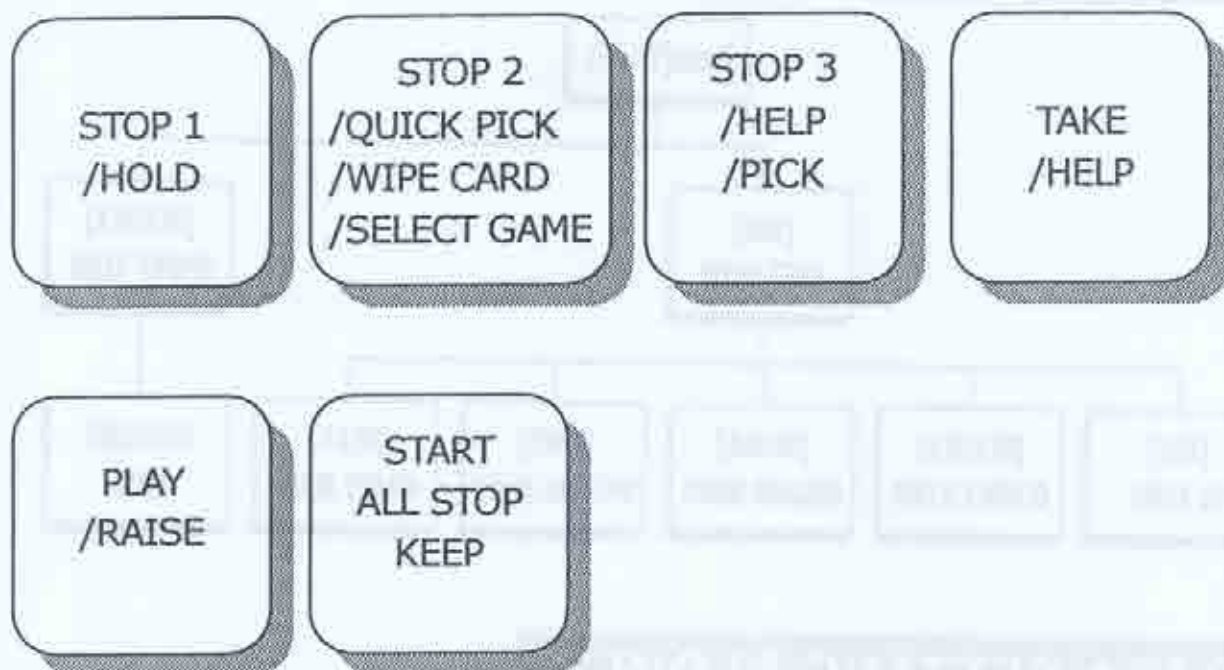 STOP 1
/HOLD
STOP 2
/QUICK PICK
/WIPE CARD
/SELECT GAME
STOP 3
/HELP
/PICK
TAKE
/HELP
PLAY
/RAISE
START
ALL STOP
KEEP